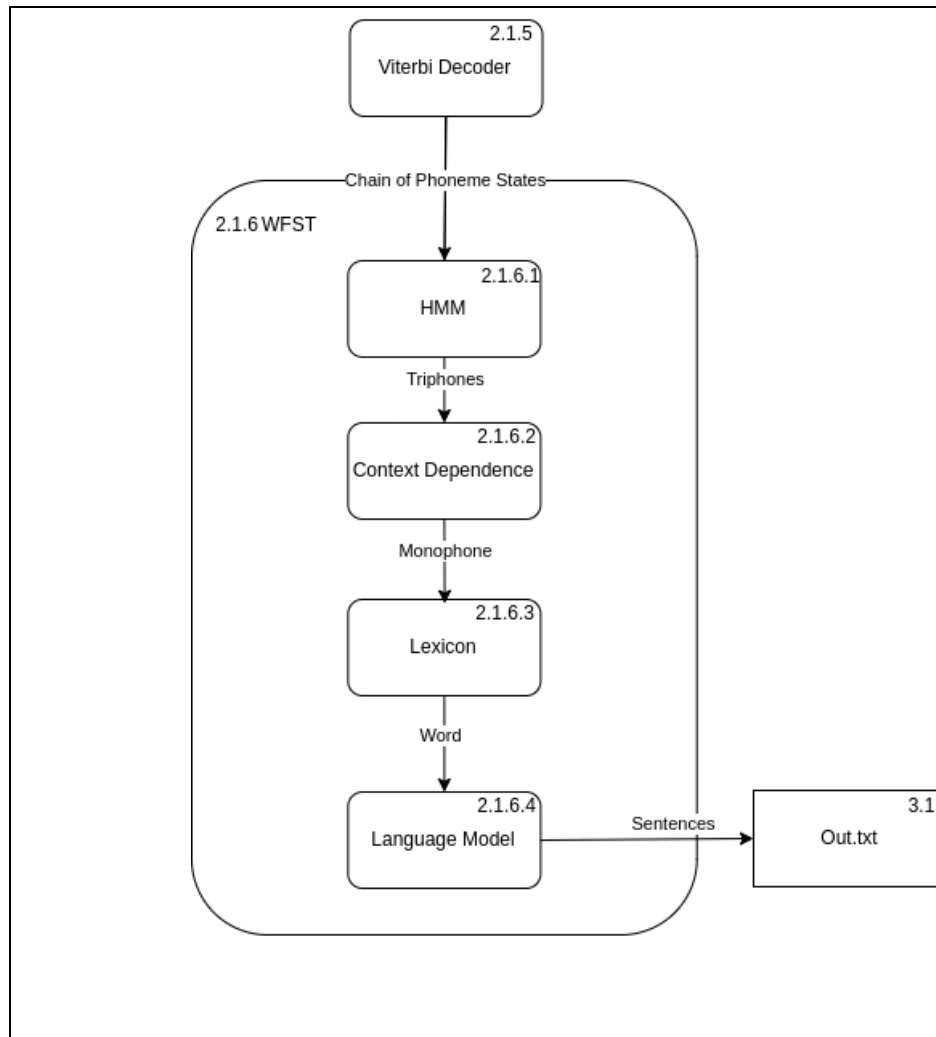 2.1.5
Viterbi Decoder
Chain of Phoneme States
2.1.6 WFST
2.1.6.1
HMM
Triphones
2.1.6.2
Context Dependence
Monophone
2.1.6.3
Lexicon
Word
2.1.6.4
Language Model
Sentences
3.1
Out.txt